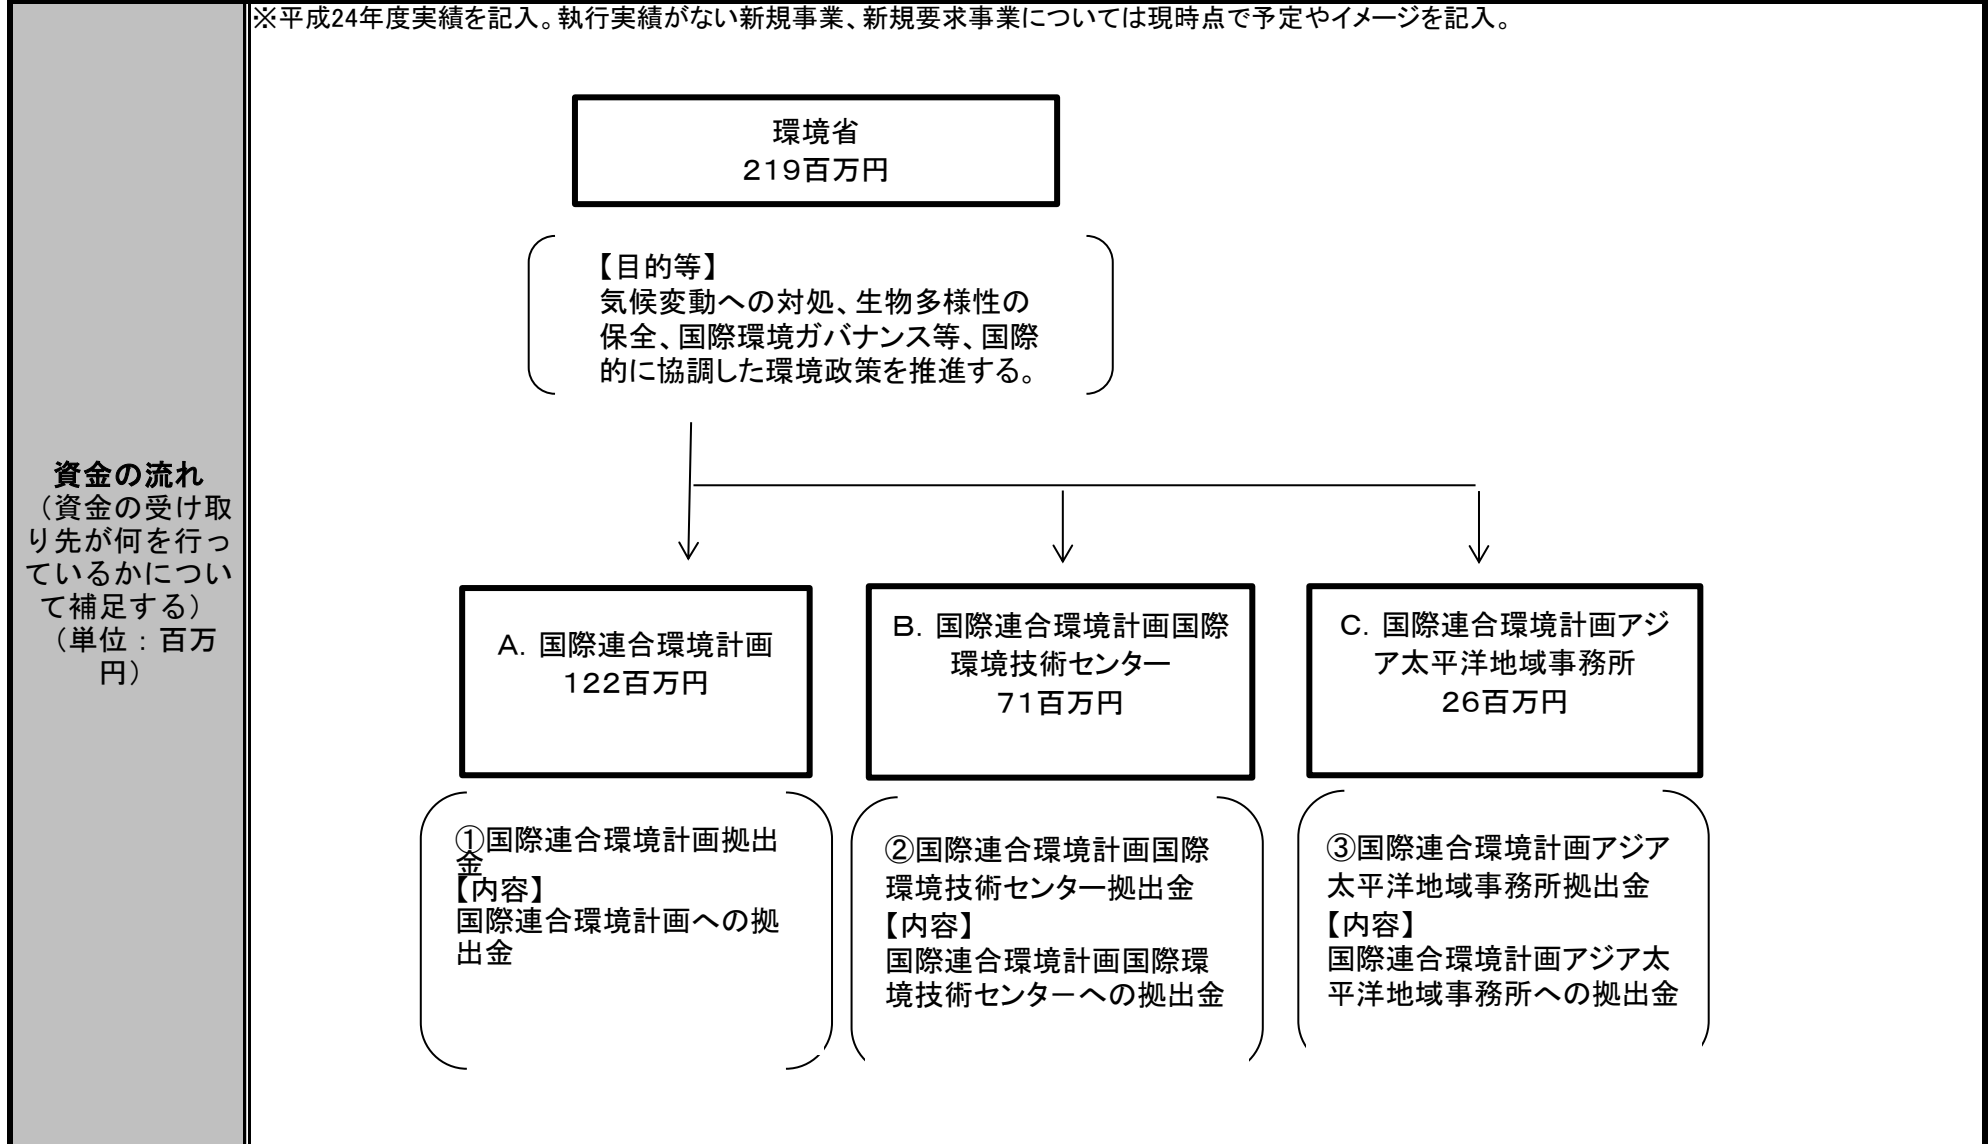 ※平成24年度実績を記入。執行実績がない新規事業、新規要求事業については現時点で予定やイメージを記入。
環境省
219百万円
【目的等】
気候変動への対処、生物多様性の
保全、国際環境ガバナンス等、国際
的に協調した環境政策を推進する。
資金の流れ
（資金の受け取
り先が何を行っ
ているかについ
て補足する）
（単位：百万
円）
A．国際連合環境計画
122百万円
B．国際連合環境計画国際
環境技術センター
71百万円
C．国際連合環境計画アジ
ア太平洋地域事務所
26百万円
①国際連合環境計画拠出
金
【内容】
国際連合環境計画への拠
出金
②国際連合環境計画国際
環境技術センター拠出金
【内容】
国際連合環境計画国際環
境技術センターへの拠出金
③国際連合環境計画アジア
太平洋地域事務所拠出金
【内容】
国際連合環境計画アジア太
平洋地域事務所への拠出金